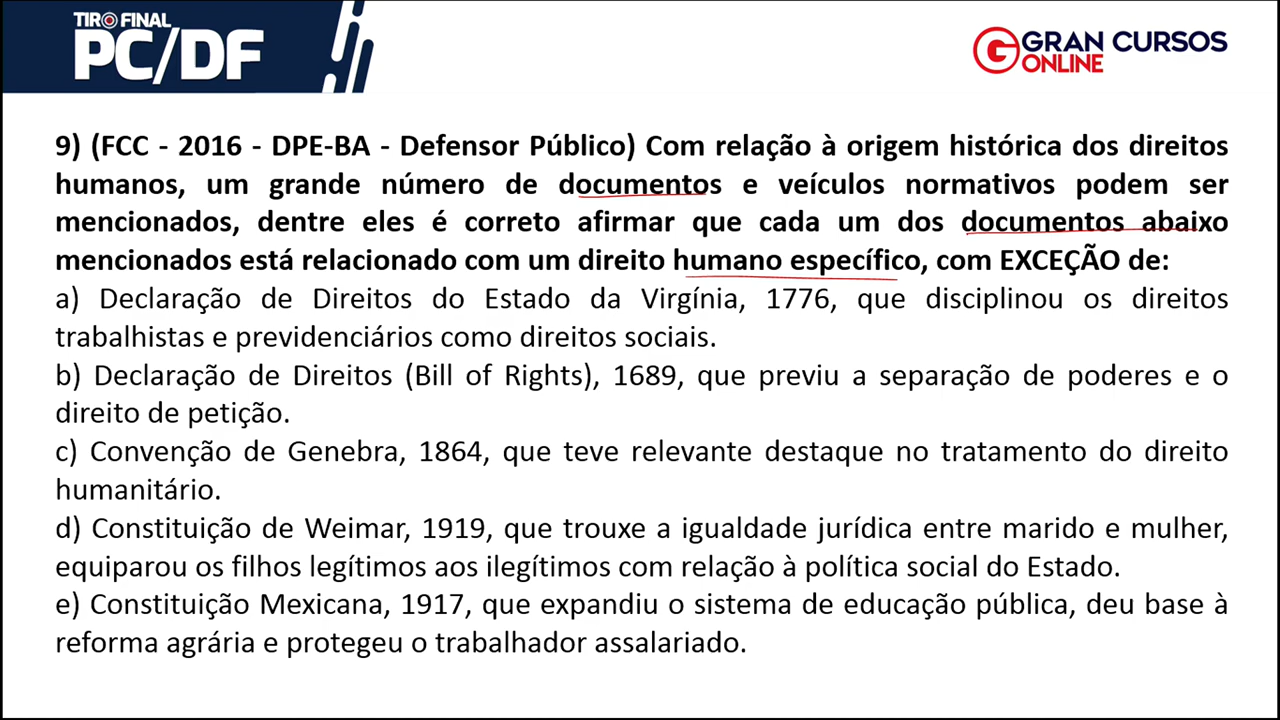 TIRO FINAL
PC/DF
GRAN CURSOS
ONLINE
9) (FCC - 2016 - DPE-BA - Defensor Público) Com relação à origem histórica dos direitos
humanos, um grande número de documentos e veículos normativos podem ser
mencionados, dentre eles é correto afirmar que cada um dos documentos abaixo
mencionados está relacionado com um direito humano específico, com EXCEÇÃO de:
a) Declaração de Direitos do Estado da Virgínia, 1776, que disciplinou os direitos
trabalhistas e previdenciários como direitos sociais.
b) Declaração de Direitos (Bill of Rights), 1689, que previu a separação de poderes e o
direito de petição.
c) Convenção de Genebra, 1864, que teve relevante destaque no tratamento do direito
humanitário.
d) Constituição de Weimar, 1919, que trouxe a igualdade jurídica entre marido e mulher,
equiparou os filhos legítimos aos ilegítimos com relação à política social do Estado.
e) Constituição Mexicana, 1917, que expandiu o sistema de educação pública, deu base à
reforma agrária e protegeu o trabalhador assalariado.